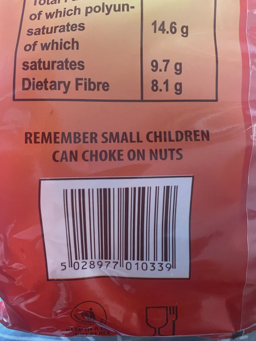 of which polyun-
saturates 14.6 g
of which
saturates 9.7 g
Dietary Fibre 8.1 g
REMEMBER SMALL CHILDREN
CAN CHOKE ON NUTS
5 028977 010339